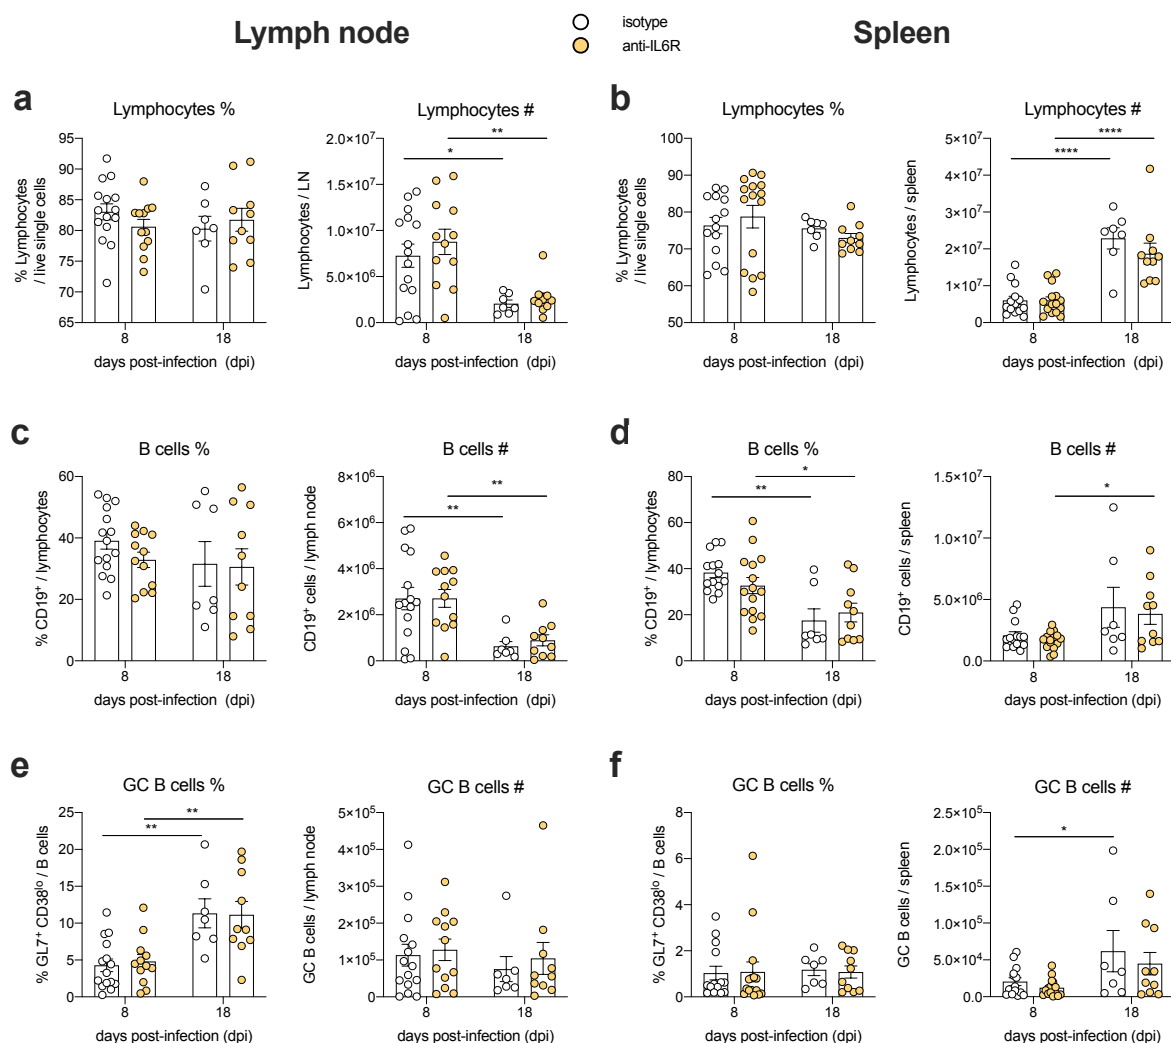 Lymph node
isotype
anti-IL6R
Spleen
a
Lymphocytes %
% Lymphocytes
/ live single cells
95
90
85
80
75
70
65
8
18
days post-infection (dpi)
Lymphocytes #
Lymphocytes / LN
2.0×10⁷
1.5×10⁷
1.0×10⁷
5.0×10⁶
0.0
*
**
8
18
days post-infection (dpi)
b
Lymphocytes %
% Lymphocytes
/ live single cells
100
90
80
70
60
50
8
18
days post-infection (dpi)
Lymphocytes #
Lymphocytes / spleen
5×10⁷
4×10⁷
3×10⁷
2×10⁷
1×10⁷
0
****
****
8
18
days post-infection (dpi)
c
B cells %
% CD19⁺ / lymphocytes
60
40
20
0
8
18
days post-infection (dpi)
B cells #
CD19⁺ cells / lymph node
8×10⁶
6×10⁶
4×10⁶
2×10⁶
0
**
**
8
18
days post-infection (dpi)
d
B cells %
% CD19⁺ / lymphocytes
80
60
40
20
0
*
**
8
18
days post-infection (dpi)
B cells #
CD19⁺ cells / spleen
1.5×10⁷
1.0×10⁷
5.0×10⁶
0.0
*
8
18
days post-infection (dpi)
e
GC B cells %
% GL7⁺ CD38ˡᵒ / B cells
25
20
15
10
5
0
**
**
8
18
days post-infection (dpi)
GC B cells #
GC B cells / lymph node
5×10⁵
4×10⁵
3×10⁵
2×10⁵
1×10⁵
0
8
18
days post-infection (dpi)
f
GC B cells %
% GL7⁺ CD38ˡᵒ / B cells
8
6
4
2
0
8
18
days post-infection (dpi)
GC B cells #
GC B cells / spleen
2.5×10⁵
2.0×10⁵
1.5×10⁵
1.0×10⁵
5.0×10⁴
0.0
*
8
18
days post-infection (dpi)